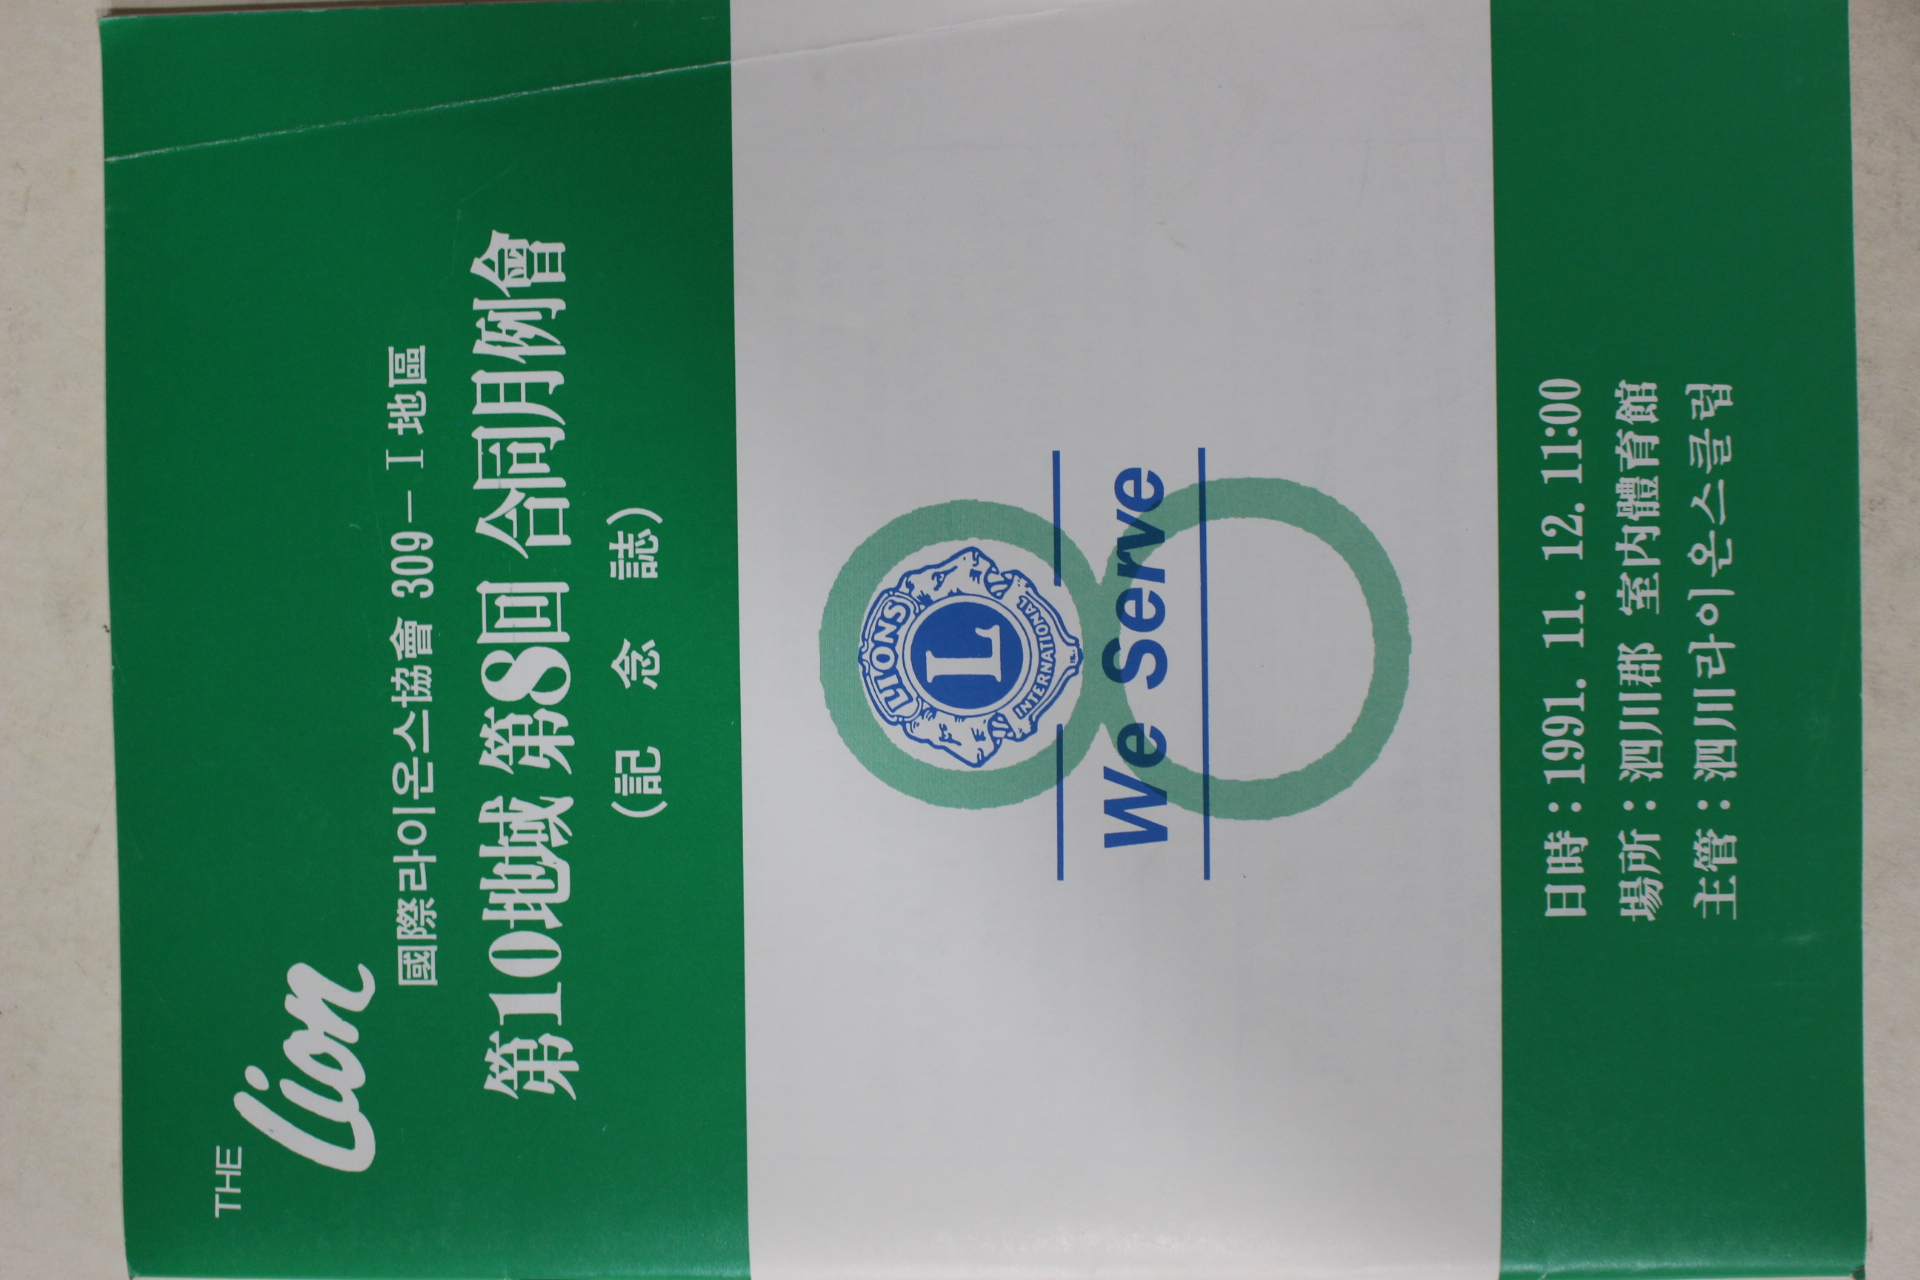 THE
Lion
國際라이온스協會 309－Ⅰ地區
第10地域 第8回 合同月例會
(記 念 誌)
LIONS
L
INTERNATIONAL
We Serve
日時：1991. 11. 12. 11:00
場所：泗川郡 室內體育館
主管：泗川라이온스클럽